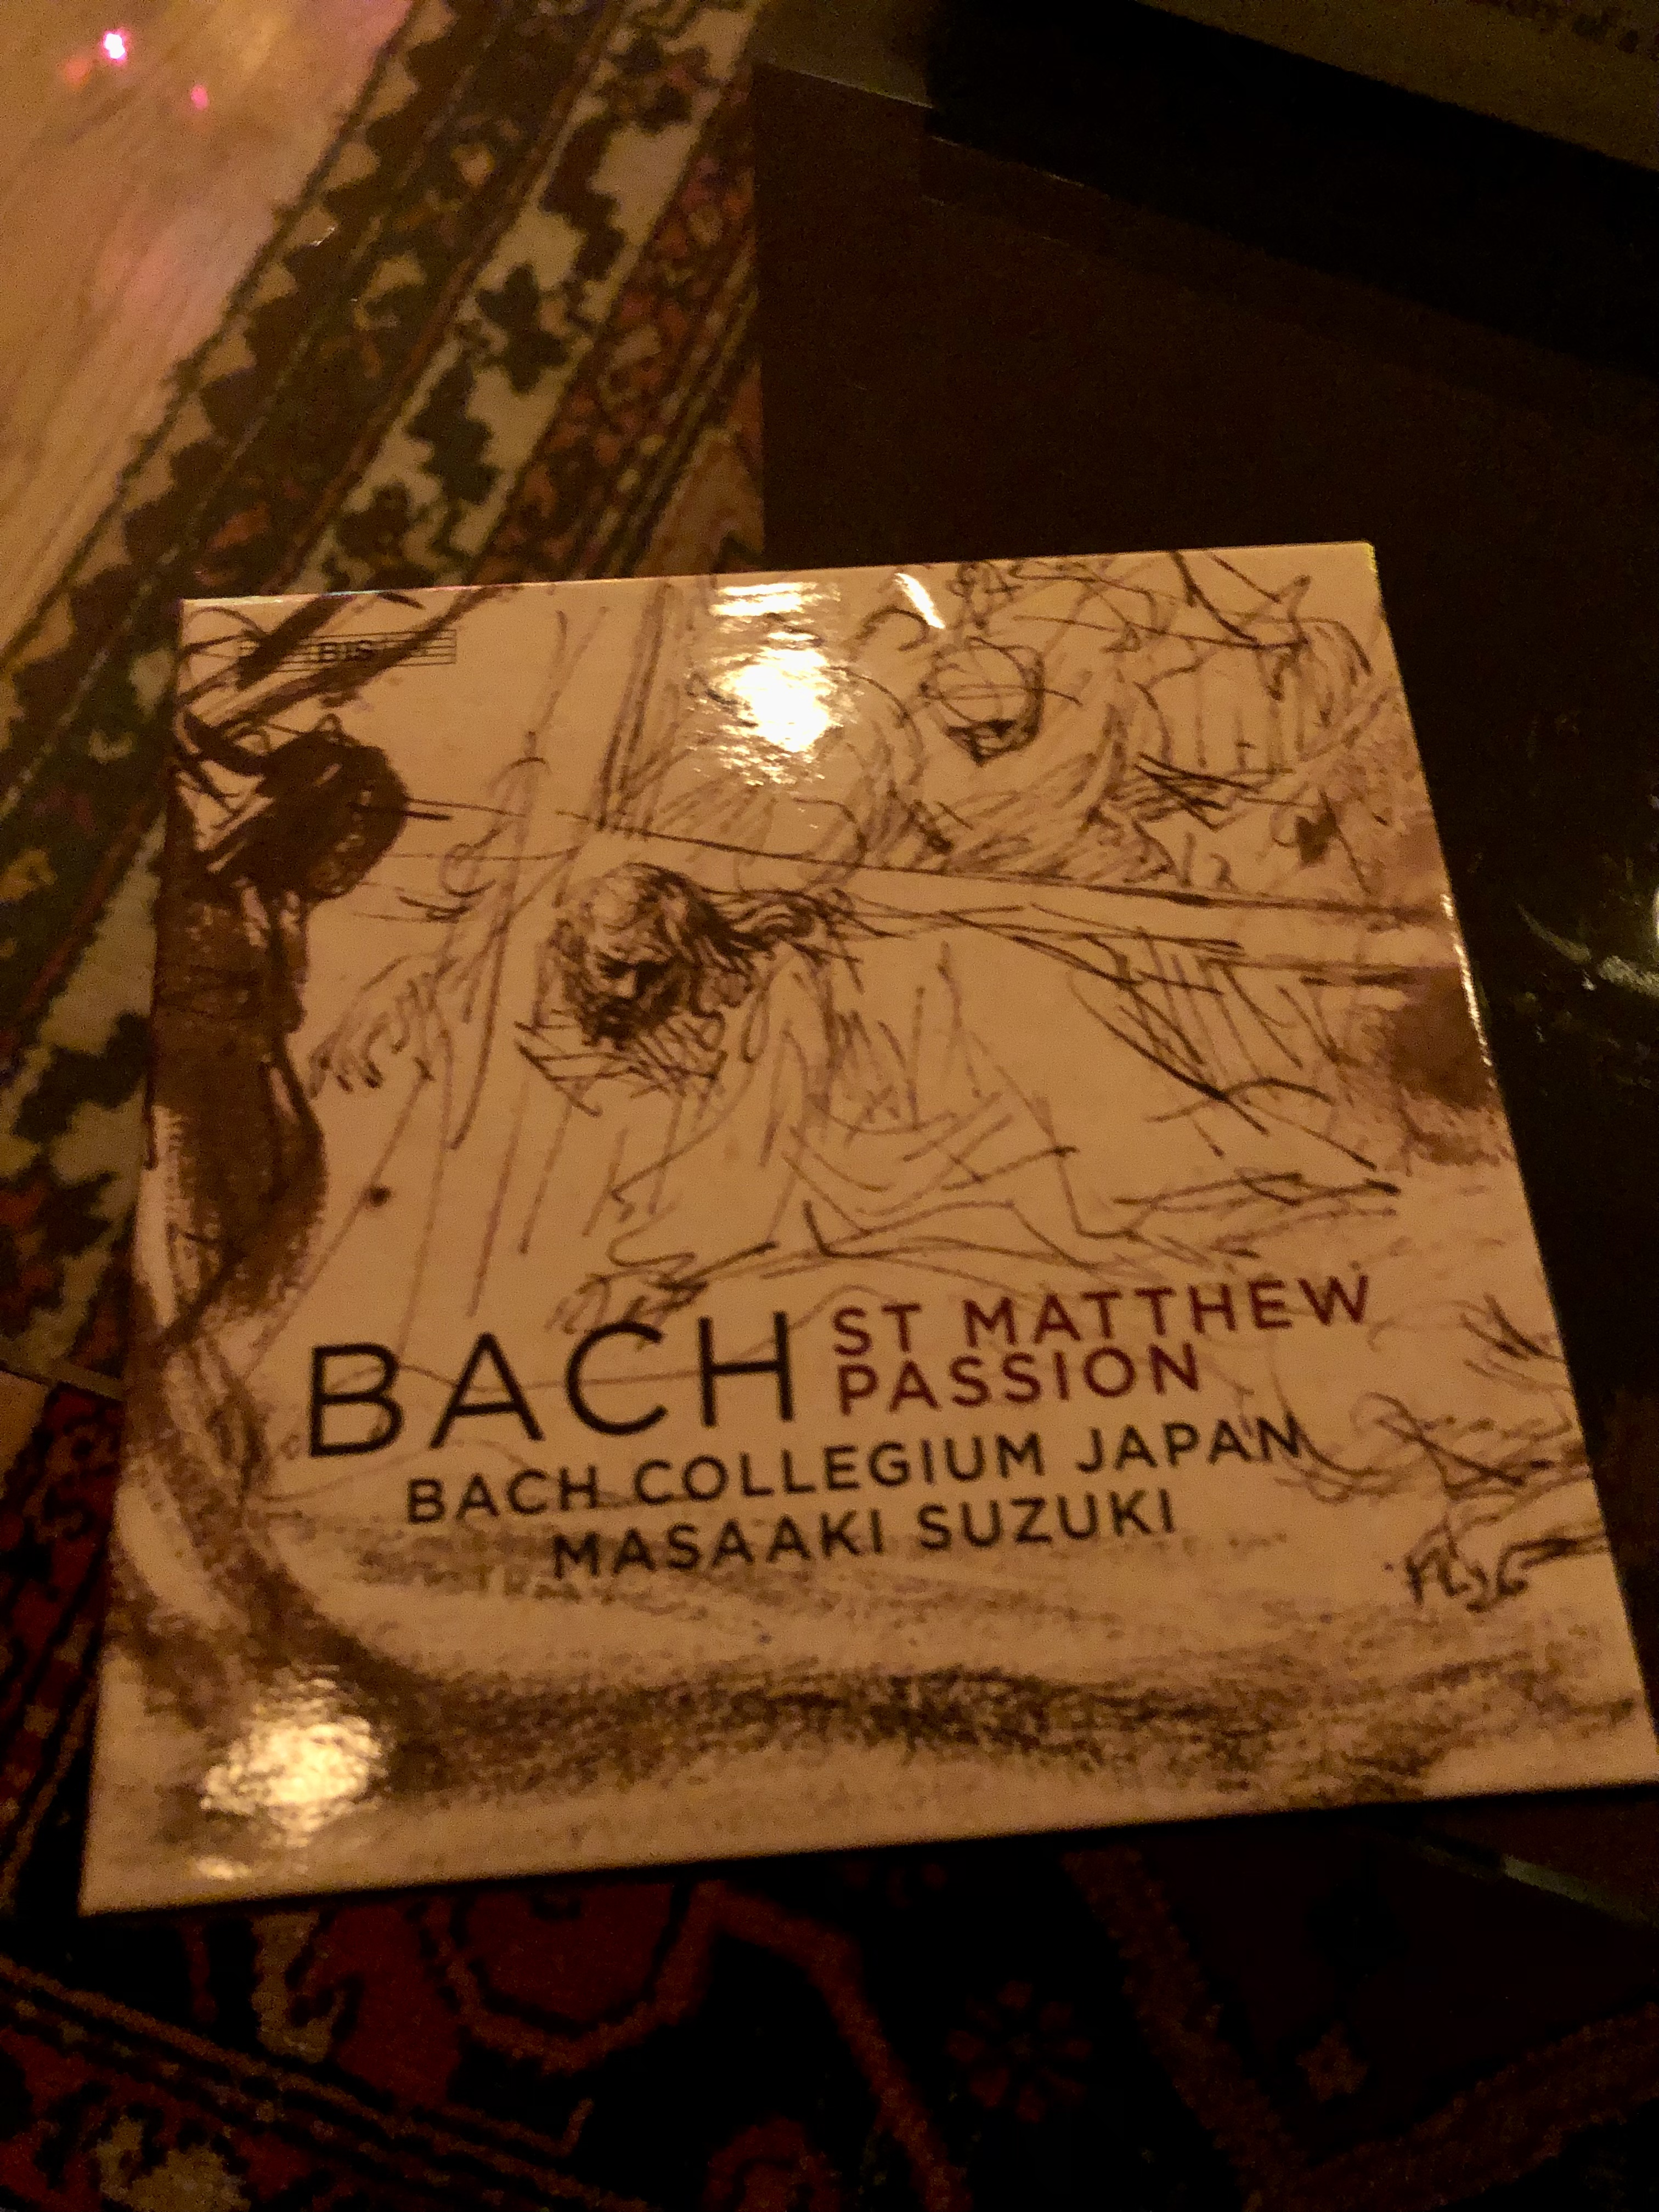 BIS
BACH ST MATTHEW
PASSION
BACH COLLEGIUM JAPAN
MASAAKI SUZUKI